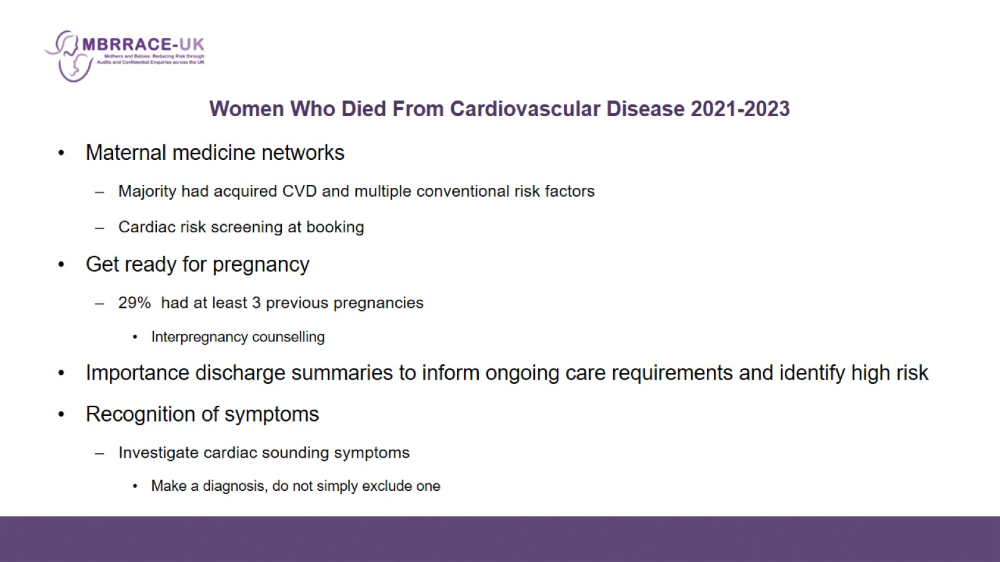 MBRRACE-UK
Mothers and Babies: Reducing Risk through
Audits and Confidential Enquiries across the UK
Women Who Died From Cardiovascular Disease 2021-2023
• Maternal medicine networks
– Majority had acquired CVD and multiple conventional risk factors
– Cardiac risk screening at booking
• Get ready for pregnancy
– 29%  had at least 3 previous pregnancies
• Interpregnancy counselling
• Importance discharge summaries to inform ongoing care requirements and identify high risk
• Recognition of symptoms
– Investigate cardiac sounding symptoms
• Make a diagnosis, do not simply exclude one